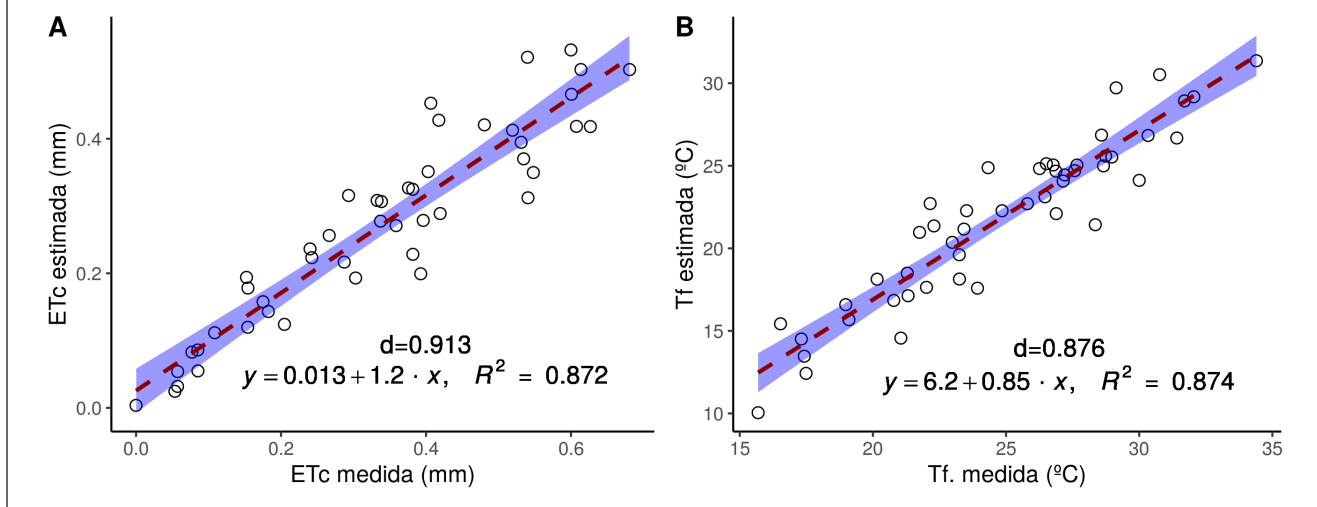 A
ETc estimada (mm)
0.4
0.2
0.0
d=0.913
y = 0.013+1.2 · x, R² = 0.872
0.0 0.2 0.4 0.6
ETc medida (mm)
B
Tf estimada (ºC)
30
25
20
15
10
d=0.876
y = 6.2+0.85 · x, R² = 0.874
15 20 25 30 35
Tf. medida (ºC)